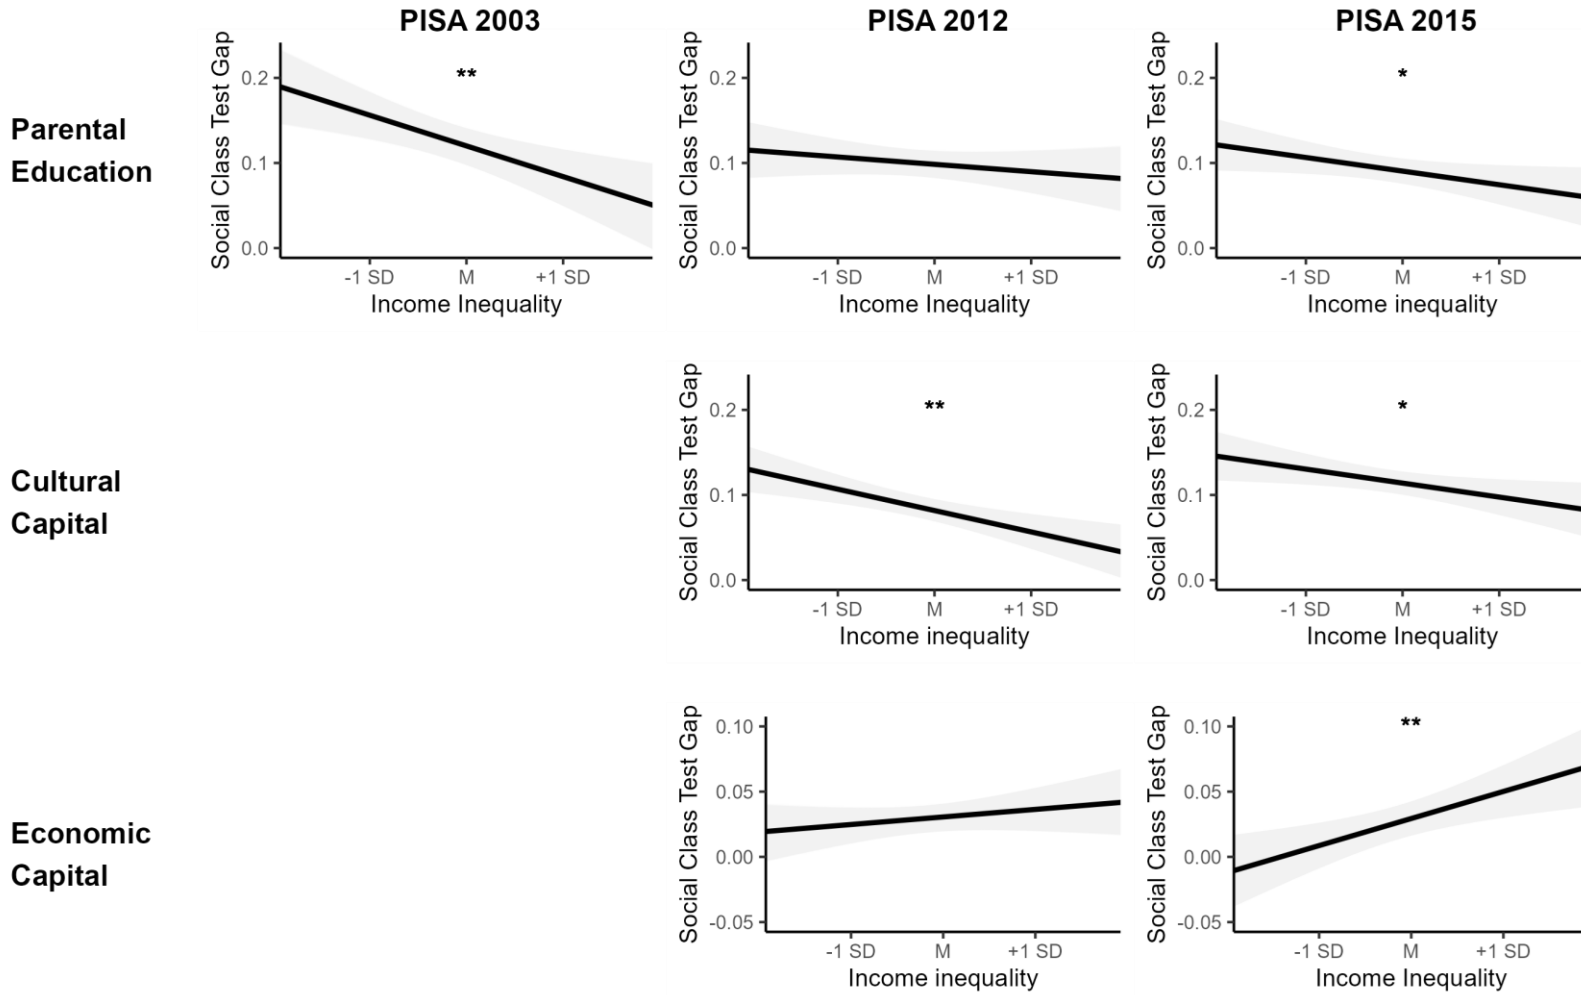 PISA 2003
PISA 2012
PISA 2015
Parental
Education
Social Class Test Gap
0.2
0.1
0.0
**
-1 SD
M
+1 SD
Income Inequality
Social Class Test Gap
0.2
0.1
0.0
-1 SD
M
+1 SD
Income Inequality
Social Class Test Gap
0.2
0.1
0.0
*
-1 SD
M
+1 SD
Income inequality
Cultural
Capital
Social Class Test Gap
0.2
0.1
0.0
**
-1 SD
M
+1 SD
Income inequality
Social Class Test Gap
0.2
0.1
0.0
*
-1 SD
M
+1 SD
Income Inequality
Economic
Capital
Social Class Test Gap
0.10
0.05
0.00
-0.05
-1 SD
M
+1 SD
Income inequality
Social Class Test Gap
0.10
0.05
0.00
-0.05
**
-1 SD
M
+1 SD
Income Inequality